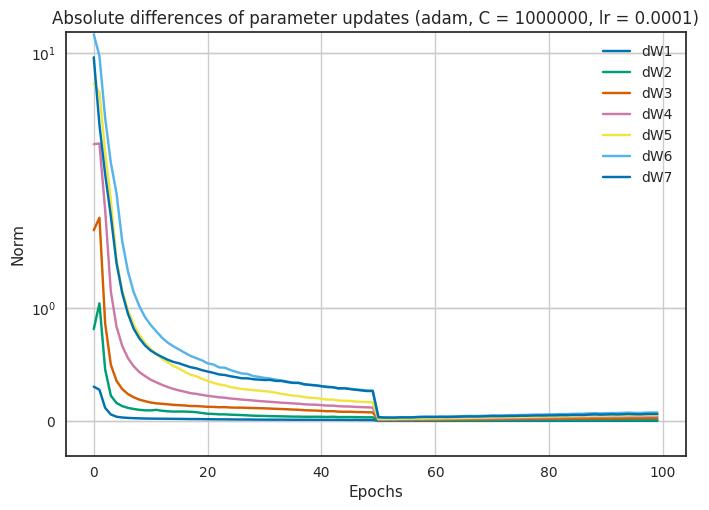 Absolute differences of parameter updates (adam, C = 1000000, lr = 0.0001)
10¹
10⁰
0
Norm
dW1
dW2
dW3
dW4
dW5
dW6
dW7
0 20 40 60 80 100
Epochs